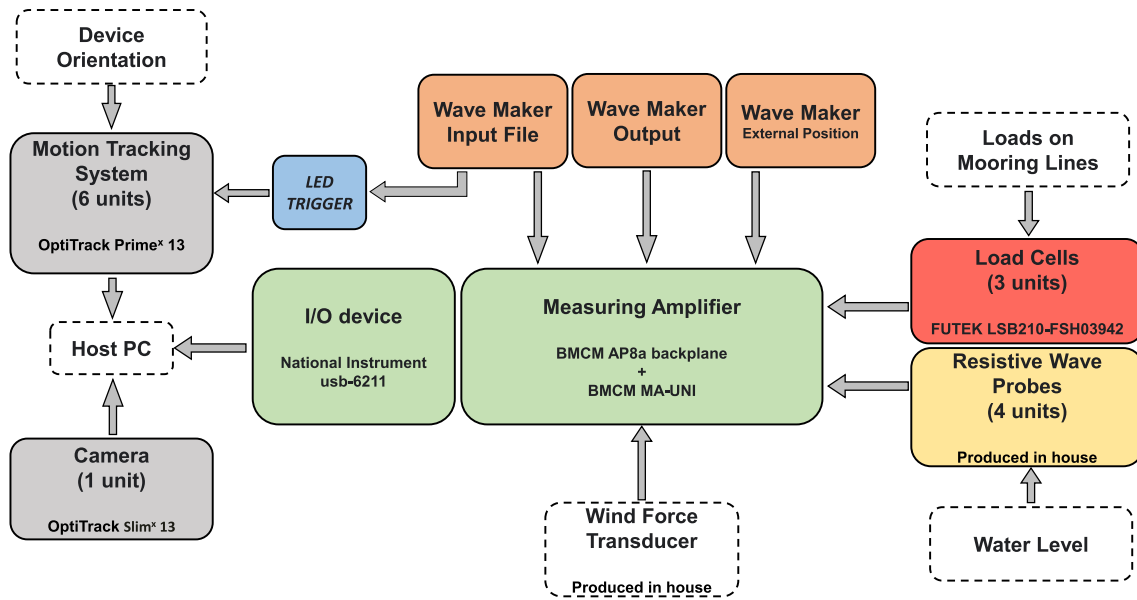 Device
Orientation
Motion Tracking
System
(6 units)
OptiTrack Primeˣ 13
LED
TRIGGER
Wave Maker
Input File
Wave Maker
Output
Wave Maker
External Position
Loads on
Mooring Lines
Load Cells
(3 units)
FUTEK LSB210-FSH03942
Host PC
I/O device
National Instrument
usb-6211
Measuring Amplifier
BMCM AP8a backplane
+
BMCM MA-UNI
Resistive Wave
Probes
(4 units)
Produced in house
Camera
(1 unit)
OptiTrack Slimˣ 13
Wind Force
Transducer
Produced in house
Water Level